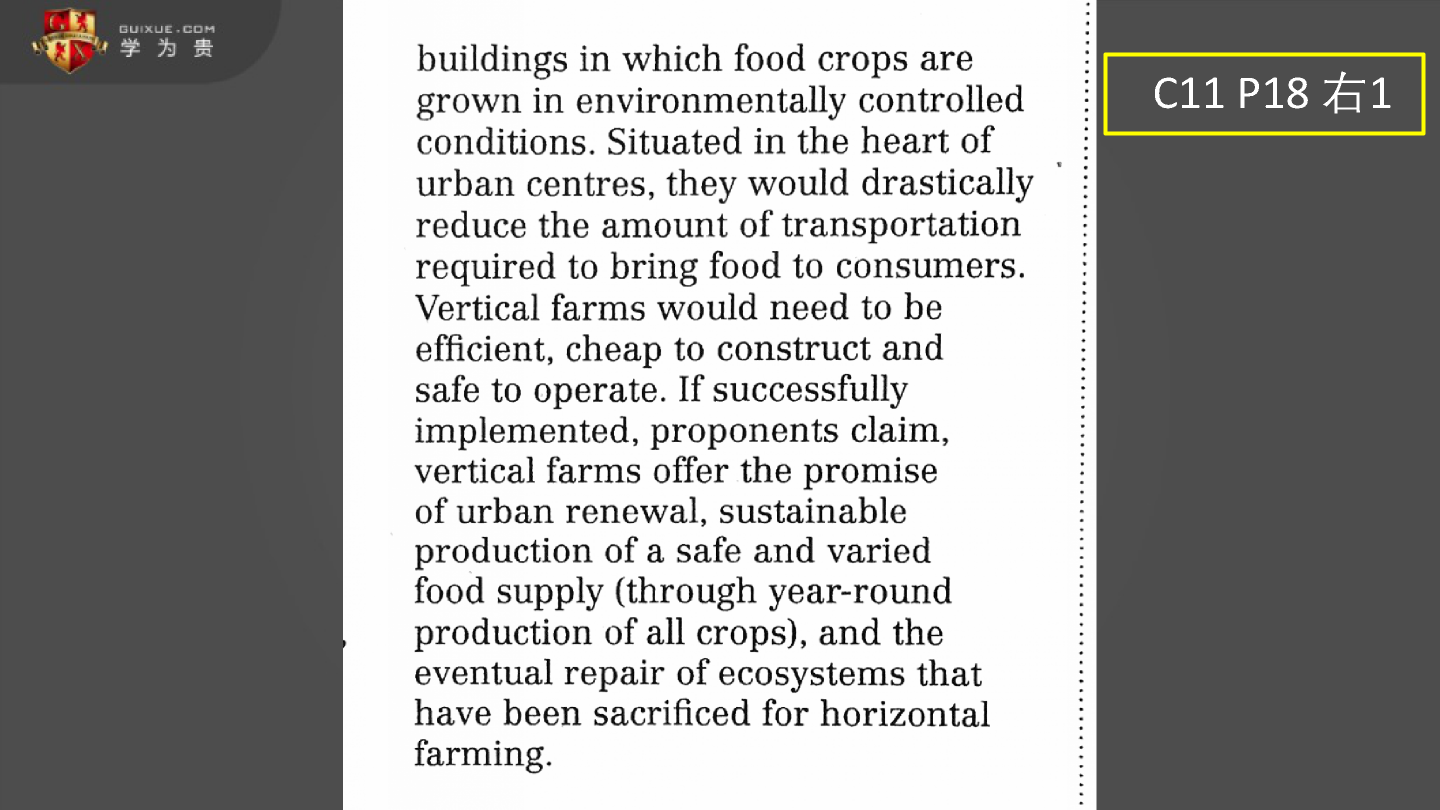 GUIXUE.COM
学为贵
C11 P18 右1
buildings in which food crops are
grown in environmentally controlled
conditions. Situated in the heart of
urban centres, they would drastically
reduce the amount of transportation
required to bring food to consumers.
Vertical farms would need to be
efficient, cheap to construct and
safe to operate. If successfully
implemented, proponents claim,
vertical farms offer the promise
of urban renewal, sustainable
production of a safe and varied
food supply (through year-round
production of all crops), and the
eventual repair of ecosystems that
have been sacrificed for horizontal
farming.